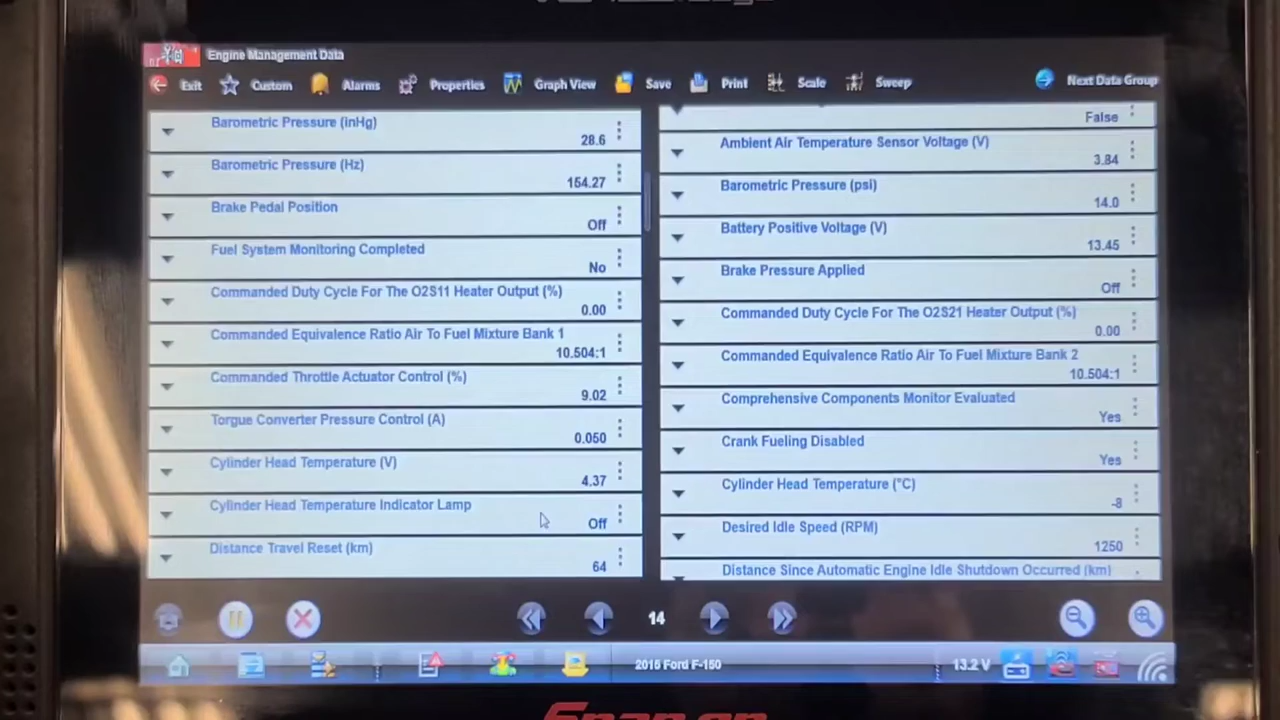 Engine Management Data
Exit Custom Alarms Properties Graph View Save Print Scale Sweep Next Data Group
Barometric Pressure (inHg)
28.6
Barometric Pressure (Hz)
154.27
Brake Pedal Position
Off
Fuel System Monitoring Completed
No
Commanded Duty Cycle For The O2S11 Heater Output (%)
0.00
Commanded Equivalence Ratio Air To Fuel Mixture Bank 1
10.504:1
Commanded Throttle Actuator Control (%)
9.02
Torque Converter Pressure Control (A)
0.050
Cylinder Head Temperature (V)
4.37
Cylinder Head Temperature Indicator Lamp
Off
Distance Travel Reset (km)
64
False
Ambient Air Temperature Sensor Voltage (V)
3.84
Barometric Pressure (psi)
14.0
Battery Positive Voltage (V)
13.45
Brake Pressure Applied
Off
Commanded Duty Cycle For The O2S21 Heater Output (%)
0.00
Commanded Equivalence Ratio Air To Fuel Mixture Bank 2
10.504:1
Comprehensive Components Monitor Evaluated
Yes
Crank Fueling Disabled
Yes
Cylinder Head Temperature (°C)
-8
Desired Idle Speed (RPM)
1250
Distance Since Automatic Engine Idle Shutdown Occurred (km)
14
2015 Ford F-150
13.2 V
Snap-on